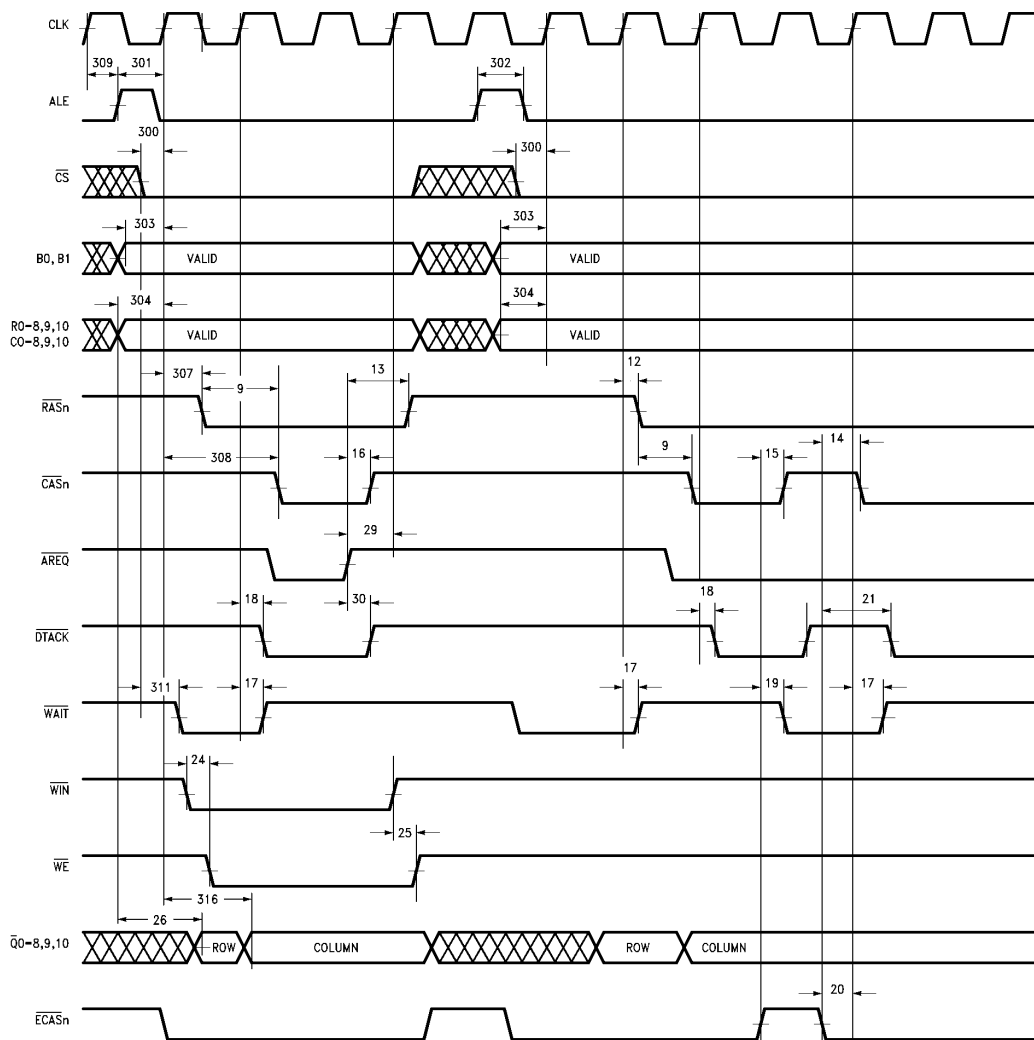 CLK
309 301 302
ALE
300 300
CS
303 303
B0, B1 VALID VALID
304 304
R0-8,9,10 VALID VALID
C0-8,9,10
307 9 13 12
RASn
308 16 9 15 14
CASn
29
AREQ
18 30 18 21
DTACK
311 17 17 19 17
WAIT
24
WIN
25
WE
316
26
Q0-8,9,10 ROW COLUMN ROW COLUMN
20
ECASn